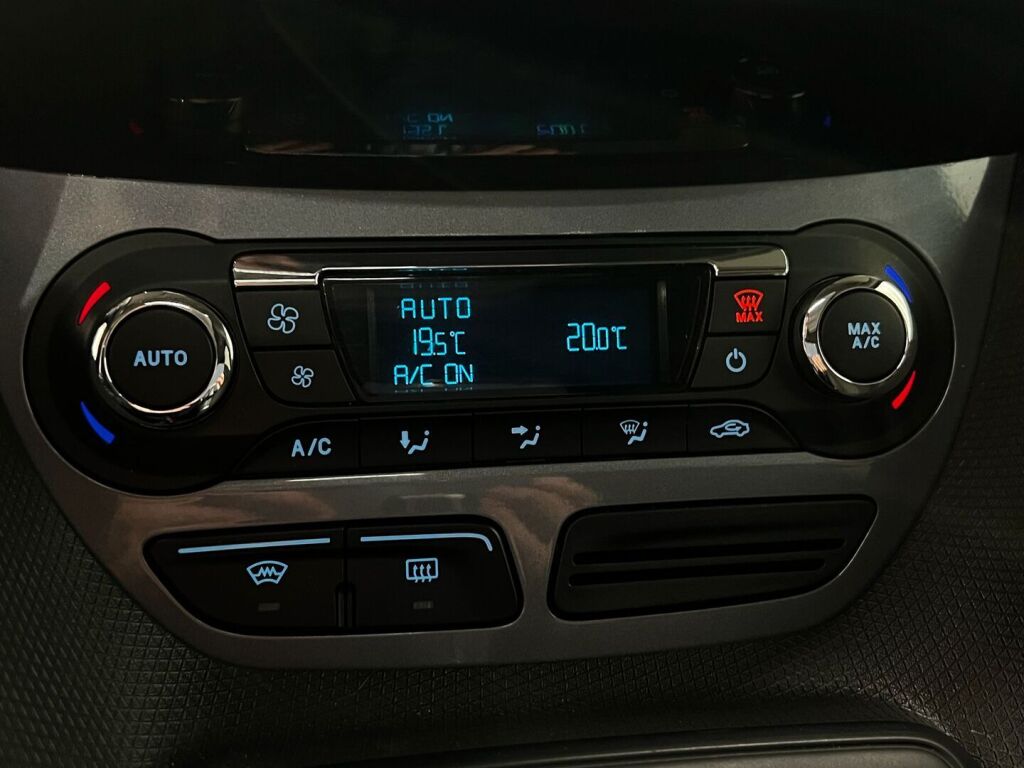 AUTO
AUTO
19.5°C
20.0°C
A/C ON
MAX
MAX
A/C
A/C